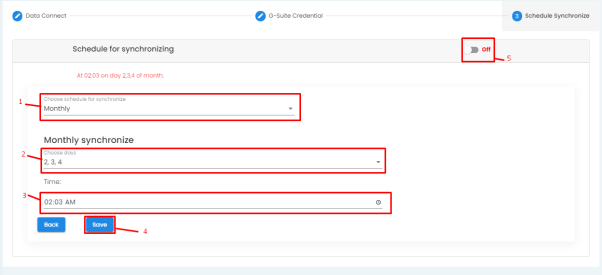 Data Connect
G-Suite Credential
3 Schedule Synchronize
Schedule for synchronizing
Off
5
At 02:03 on day 2,3,4 of month.
1
Choose schedule for synchronize
Monthly
Monthly synchronize
2
Choose days
2, 3, 4
Time:
3
02:03 AM
Back
Save
4